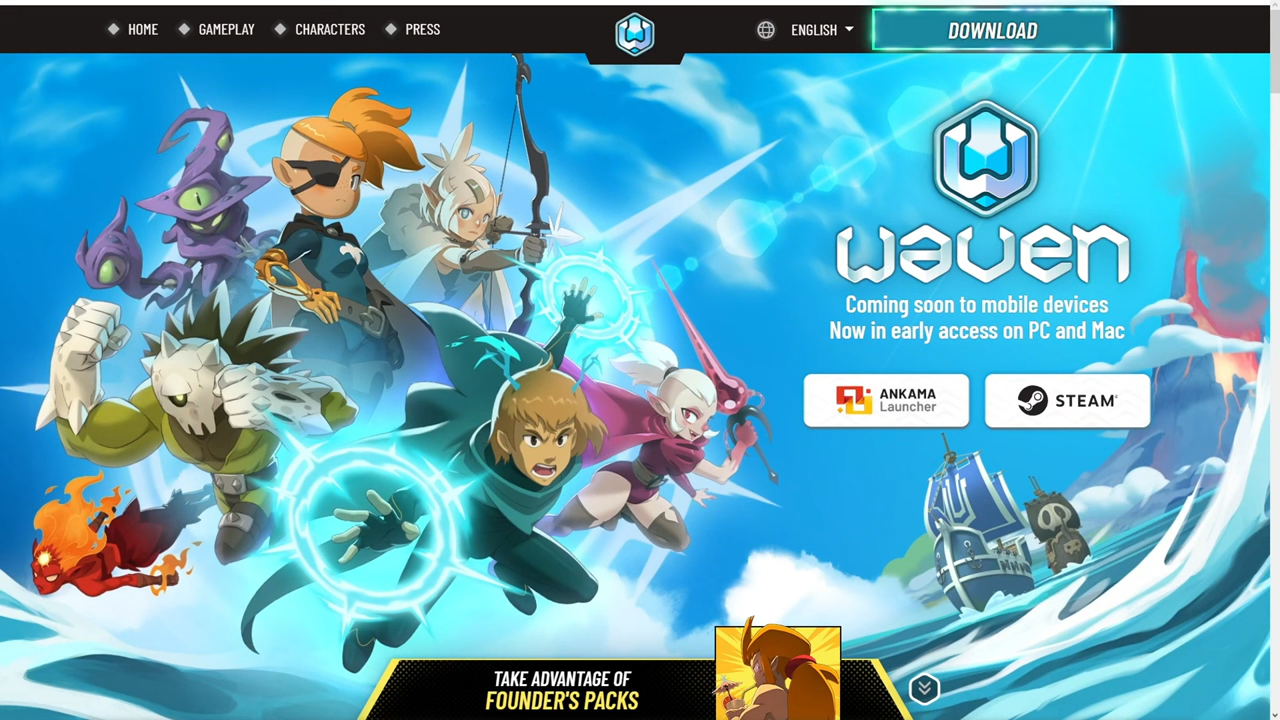 HOME
GAMEPLAY
CHARACTERS
PRESS
ENGLISH
DOWNLOAD
waven
Coming soon to mobile devices
Now in early access on PC and Mac
ANKAMA
Launcher
STEAM
TAKE ADVANTAGE OF
FOUNDER'S PACKS